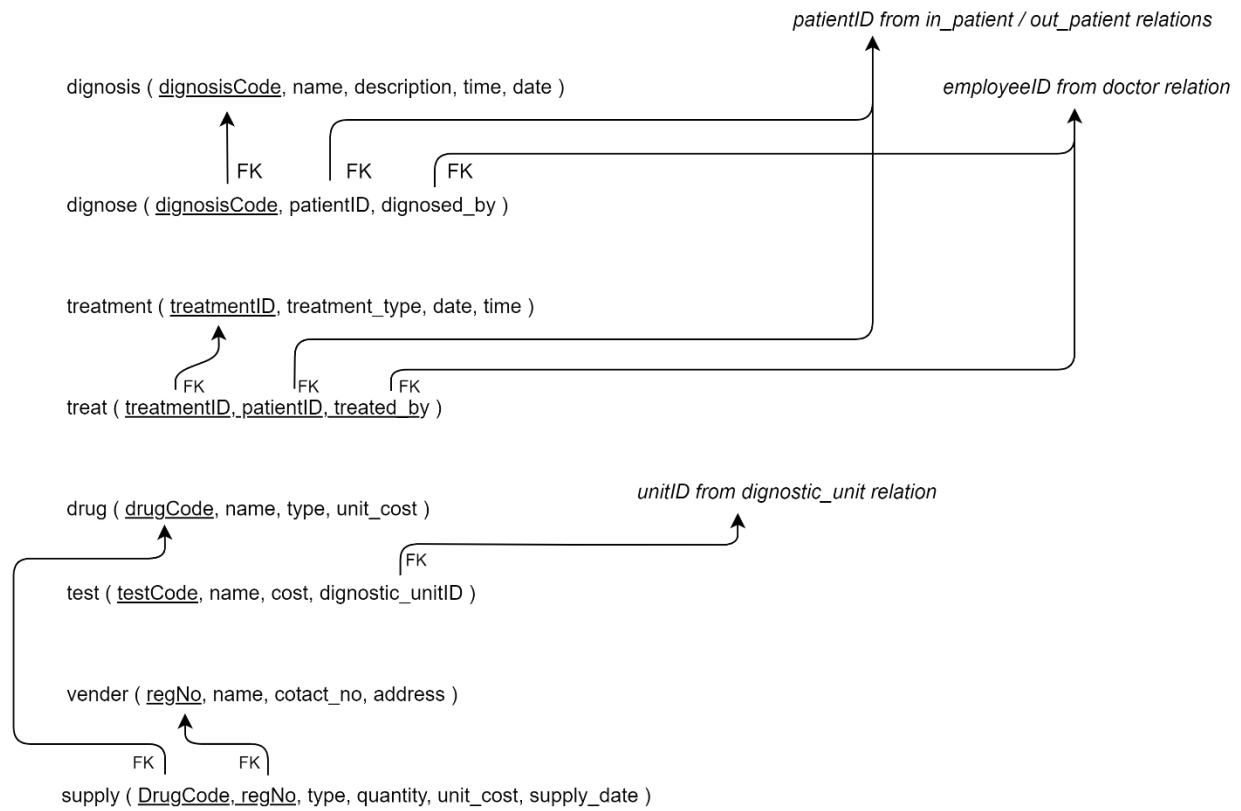 patientID from in_patient / out_patient relations
dignosis ( dignosisCode, name, description, time, date )
employeeID from doctor relation
FK
FK
FK
dignose ( dignosisCode, patientID, dignosed_by )
treatment ( treatmentID, treatment_type, date, time )
FK
FK
FK
treat ( treatmentID, patientID, treated_by )
unitID from dignostic_unit relation
drug ( drugCode, name, type, unit_cost )
FK
test ( testCode, name, cost, dignostic_unitID )
vender ( regNo, name, cotact_no, address )
FK
FK
supply ( DrugCode, regNo, type, quantity, unit_cost, supply_date )